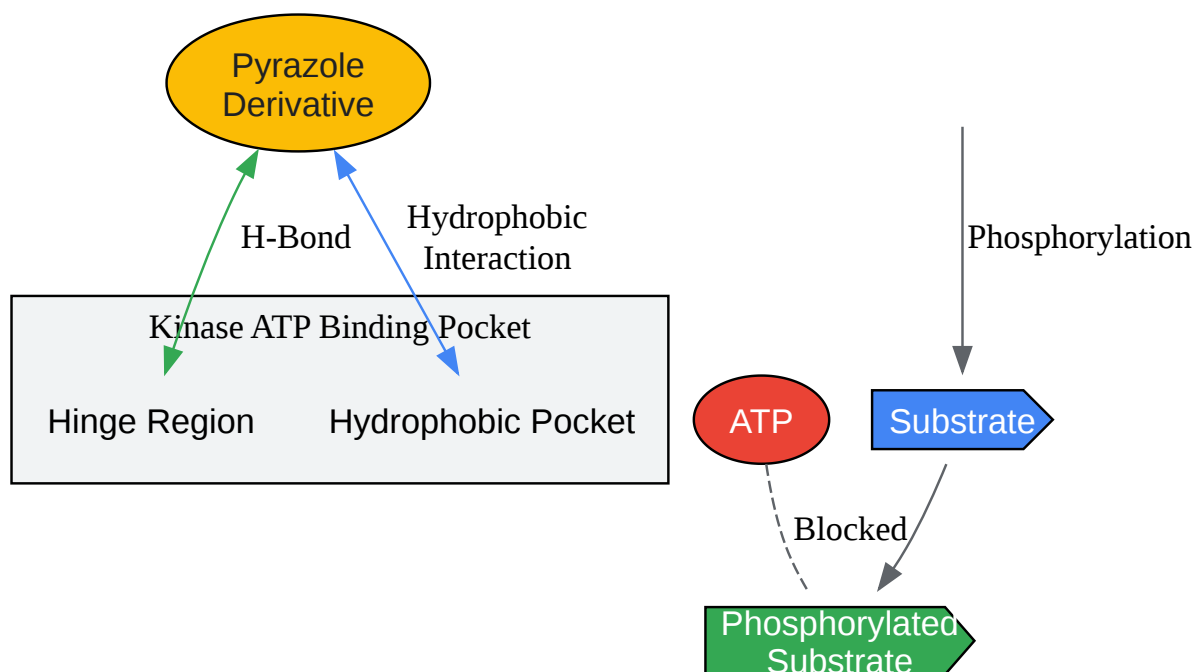 Pyrazole
Derivative
H-Bond
Hydrophobic
Interaction
Phosphorylation
Kinase ATP Binding Pocket
Hinge Region
Hydrophobic Pocket
ATP
Substrate
Blocked
Phosphorylated
Substrate